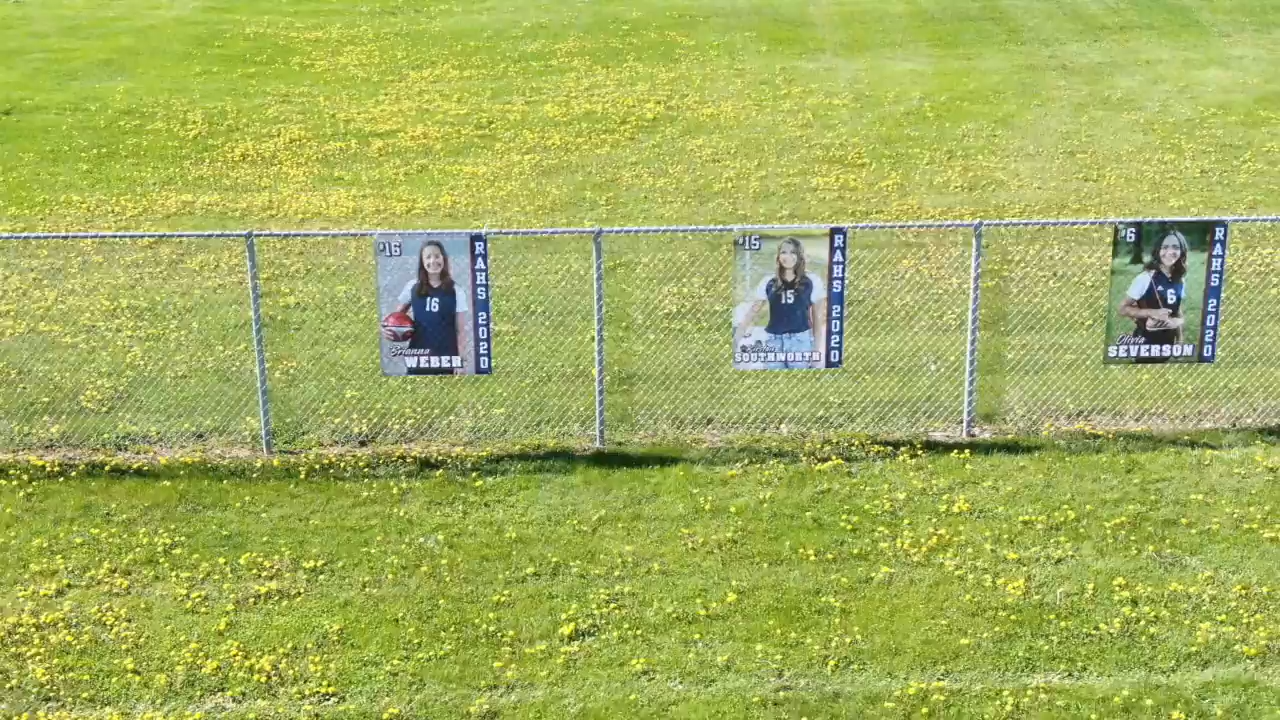 #16
16
Brianna
WEBER
RAHS 2020
#15
15
SOUTHWORTH
RAHS 2020
#6
6
Olivia
SEVERSON
RAHS 2020